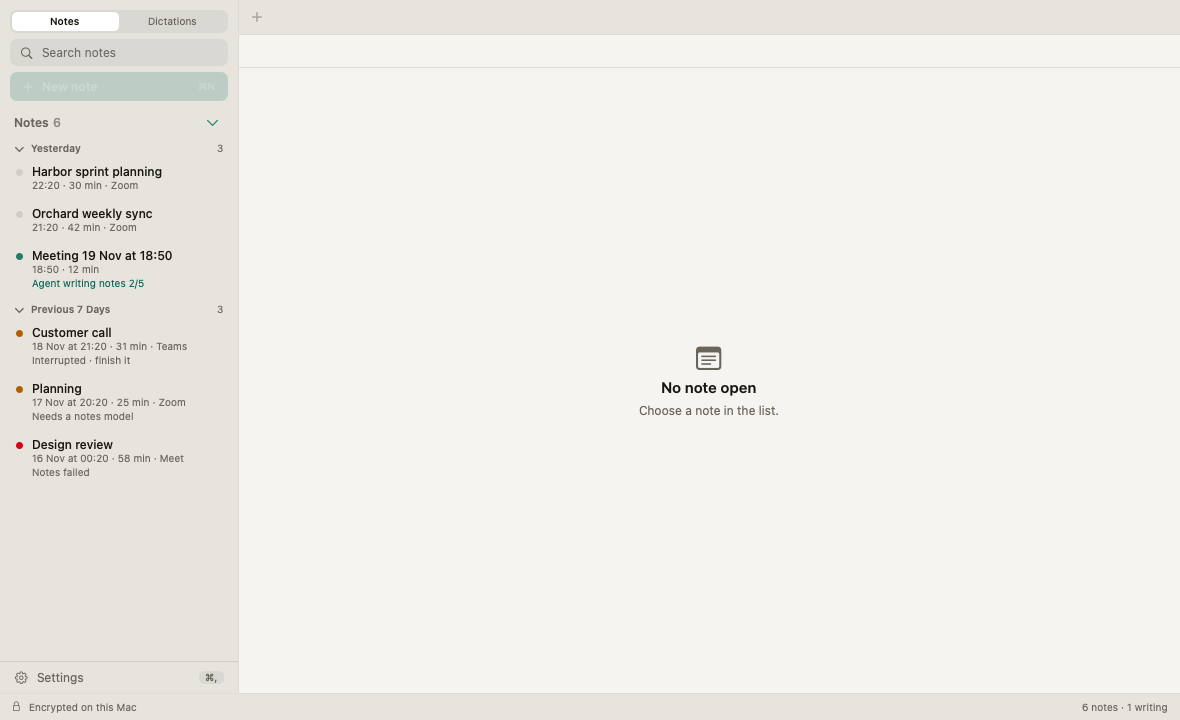 Notes
Dictations
Search notes
New note ⌘N
Notes 6
Yesterday 3
Harbor sprint planning
22:20 · 30 min · Zoom
Orchard weekly sync
21:20 · 42 min · Zoom
Meeting 19 Nov at 18:50
18:50 · 12 min
Agent writing notes 2/5
Previous 7 Days 3
Customer call
18 Nov at 21:20 · 31 min · Teams
Interrupted · finish it
Planning
17 Nov at 20:20 · 25 min · Zoom
Needs a notes model
Design review
16 Nov at 00:20 · 58 min · Meet
Notes failed
Settings ⌘,
Encrypted on this Mac
No note open
Choose a note in the list.
6 notes · 1 writing